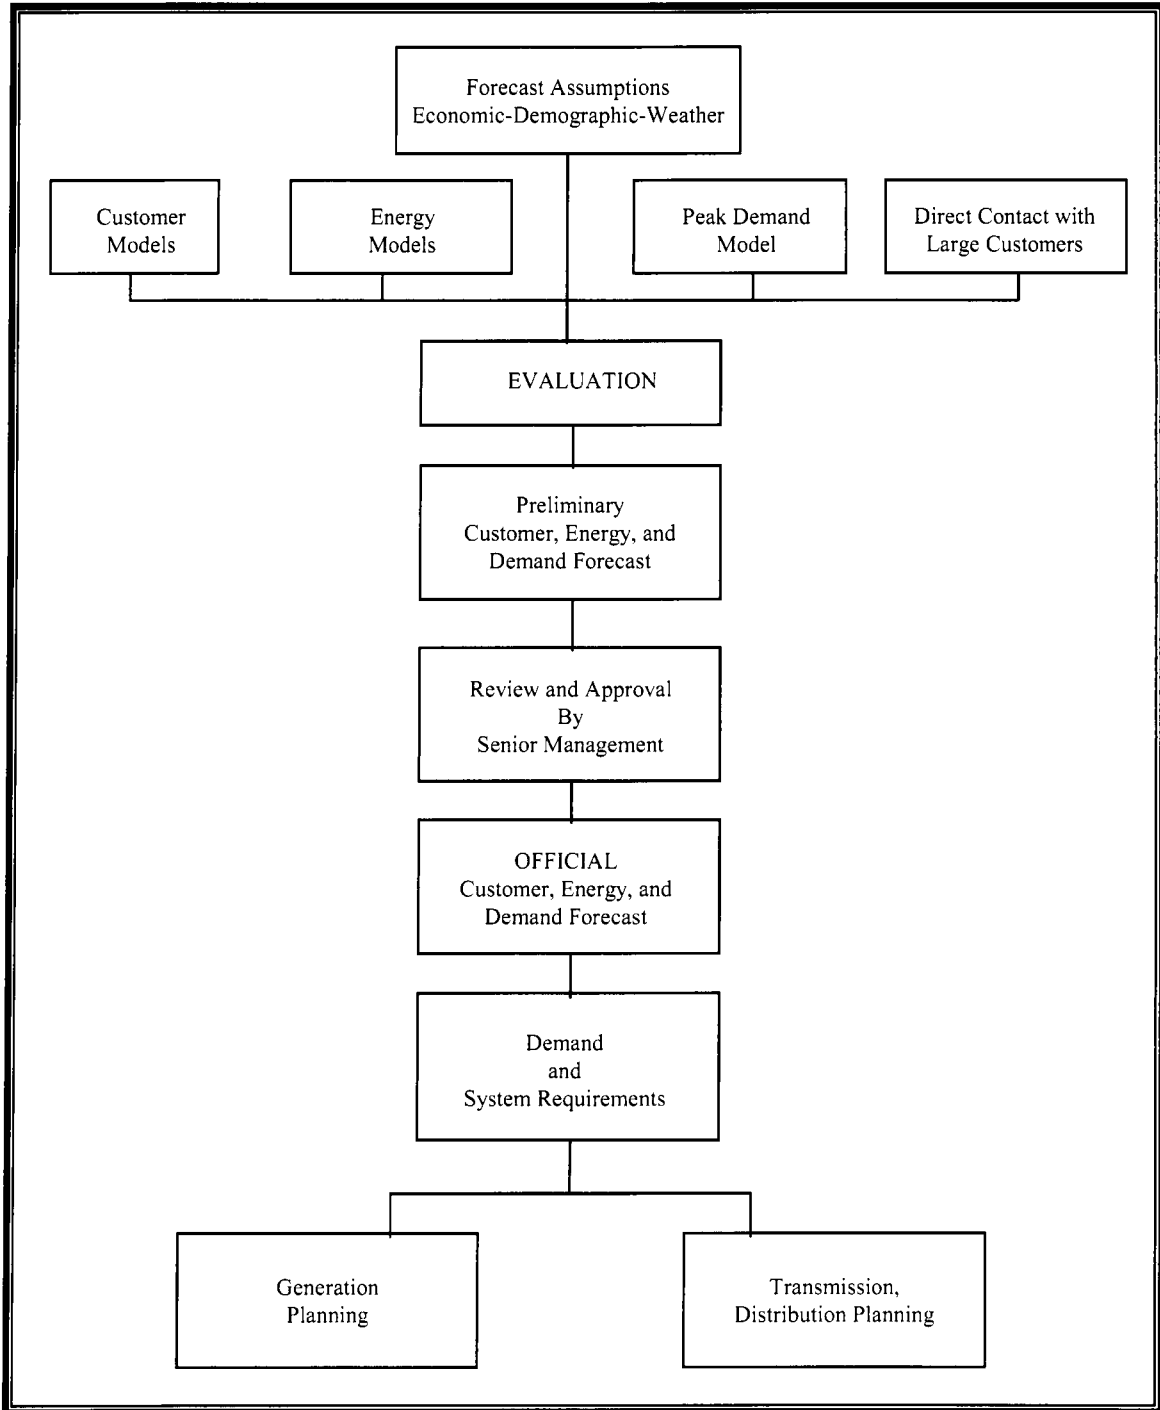 Forecast Assumptions
Economic-Demographic-Weather
Customer
Models
Energy
Models
Peak Demand
Model
Direct Contact with
Large Customers
EVALUATION
Preliminary
Customer, Energy, and
Demand Forecast
Review and Approval
By
Senior Management
OFFICIAL
Customer, Energy, and
Demand Forecast
Demand
and
System Requirements
Generation
Planning
Transmission,
Distribution Planning